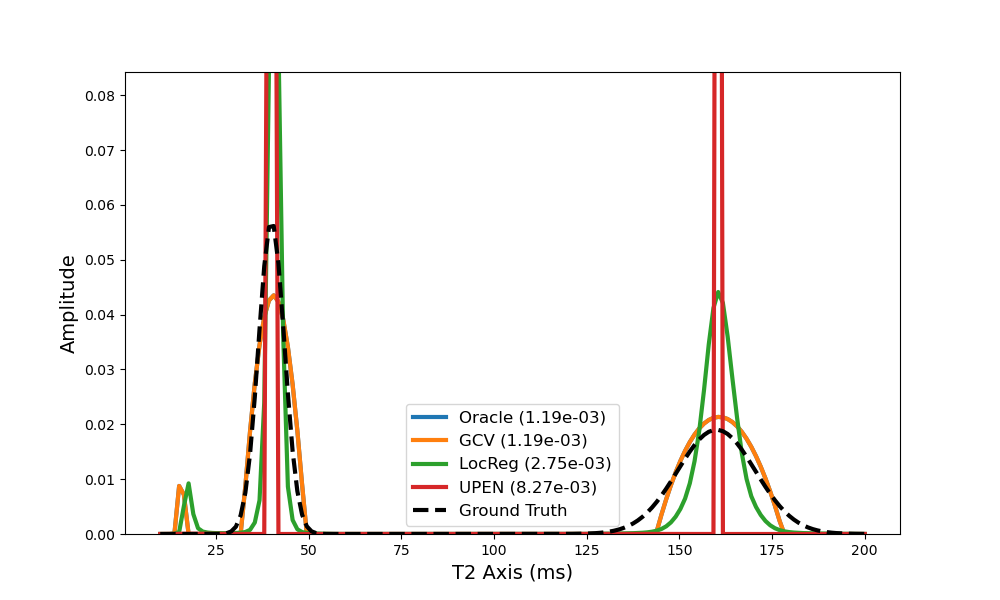 0.08
0.07
0.06
0.05
0.04
0.03
0.02
0.01
0.00
Amplitude
Oracle (1.19e-03)
GCV (1.19e-03)
LocReg (2.75e-03)
UPEN (8.27e-03)
Ground Truth
25 50 75 100 125 150 175 200
T2 Axis (ms)